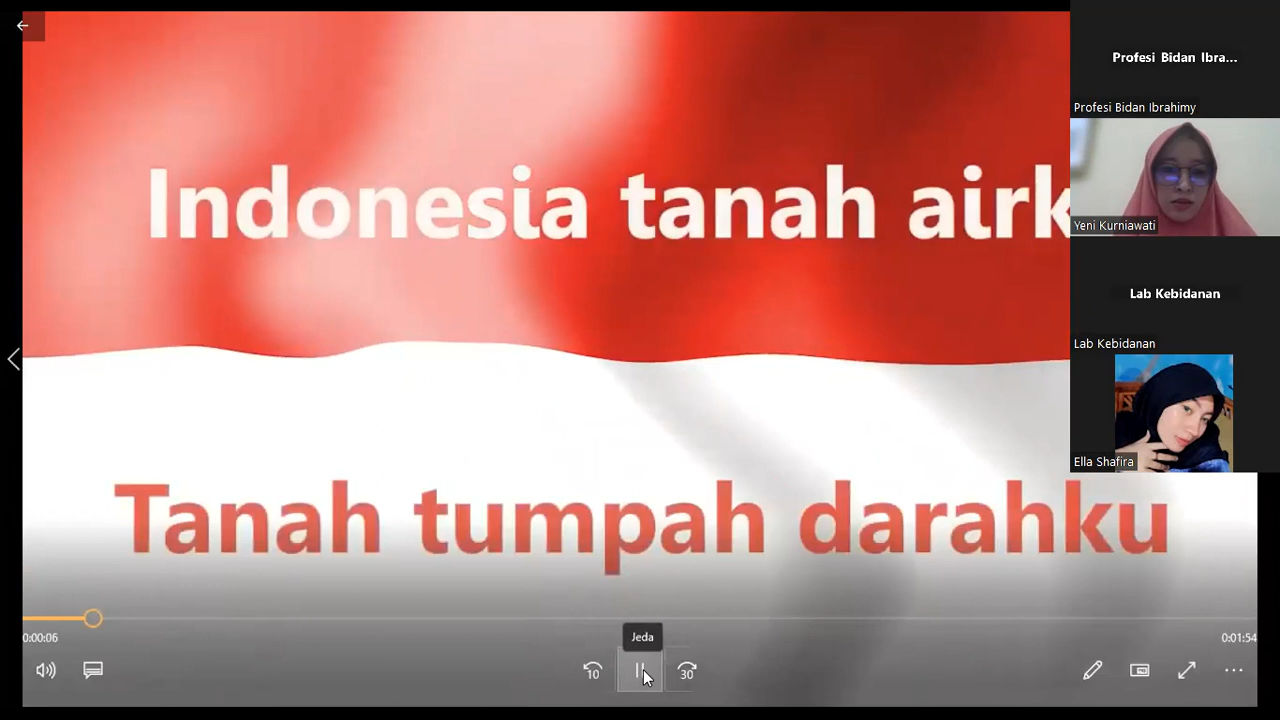 Indonesia tanah airk
Tanah tumpah darahku
Profesi Bidan Ibra...
Profesi Bidan Ibrahimy
Yeni Kurniawati
Lab Kebidanan
Lab Kebidanan
Ella Shafira
0:00:06
Jeda
0:01:54
10
30